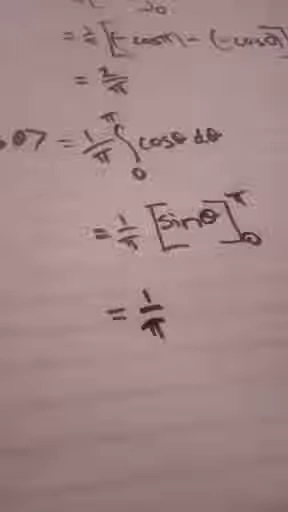 = 1/π [-cosπ - (-cos0)]
= 2/π
θ> = 1/π ∫₀^π cosθ dθ
= 1/π [sinθ]₀^π
= 1/π